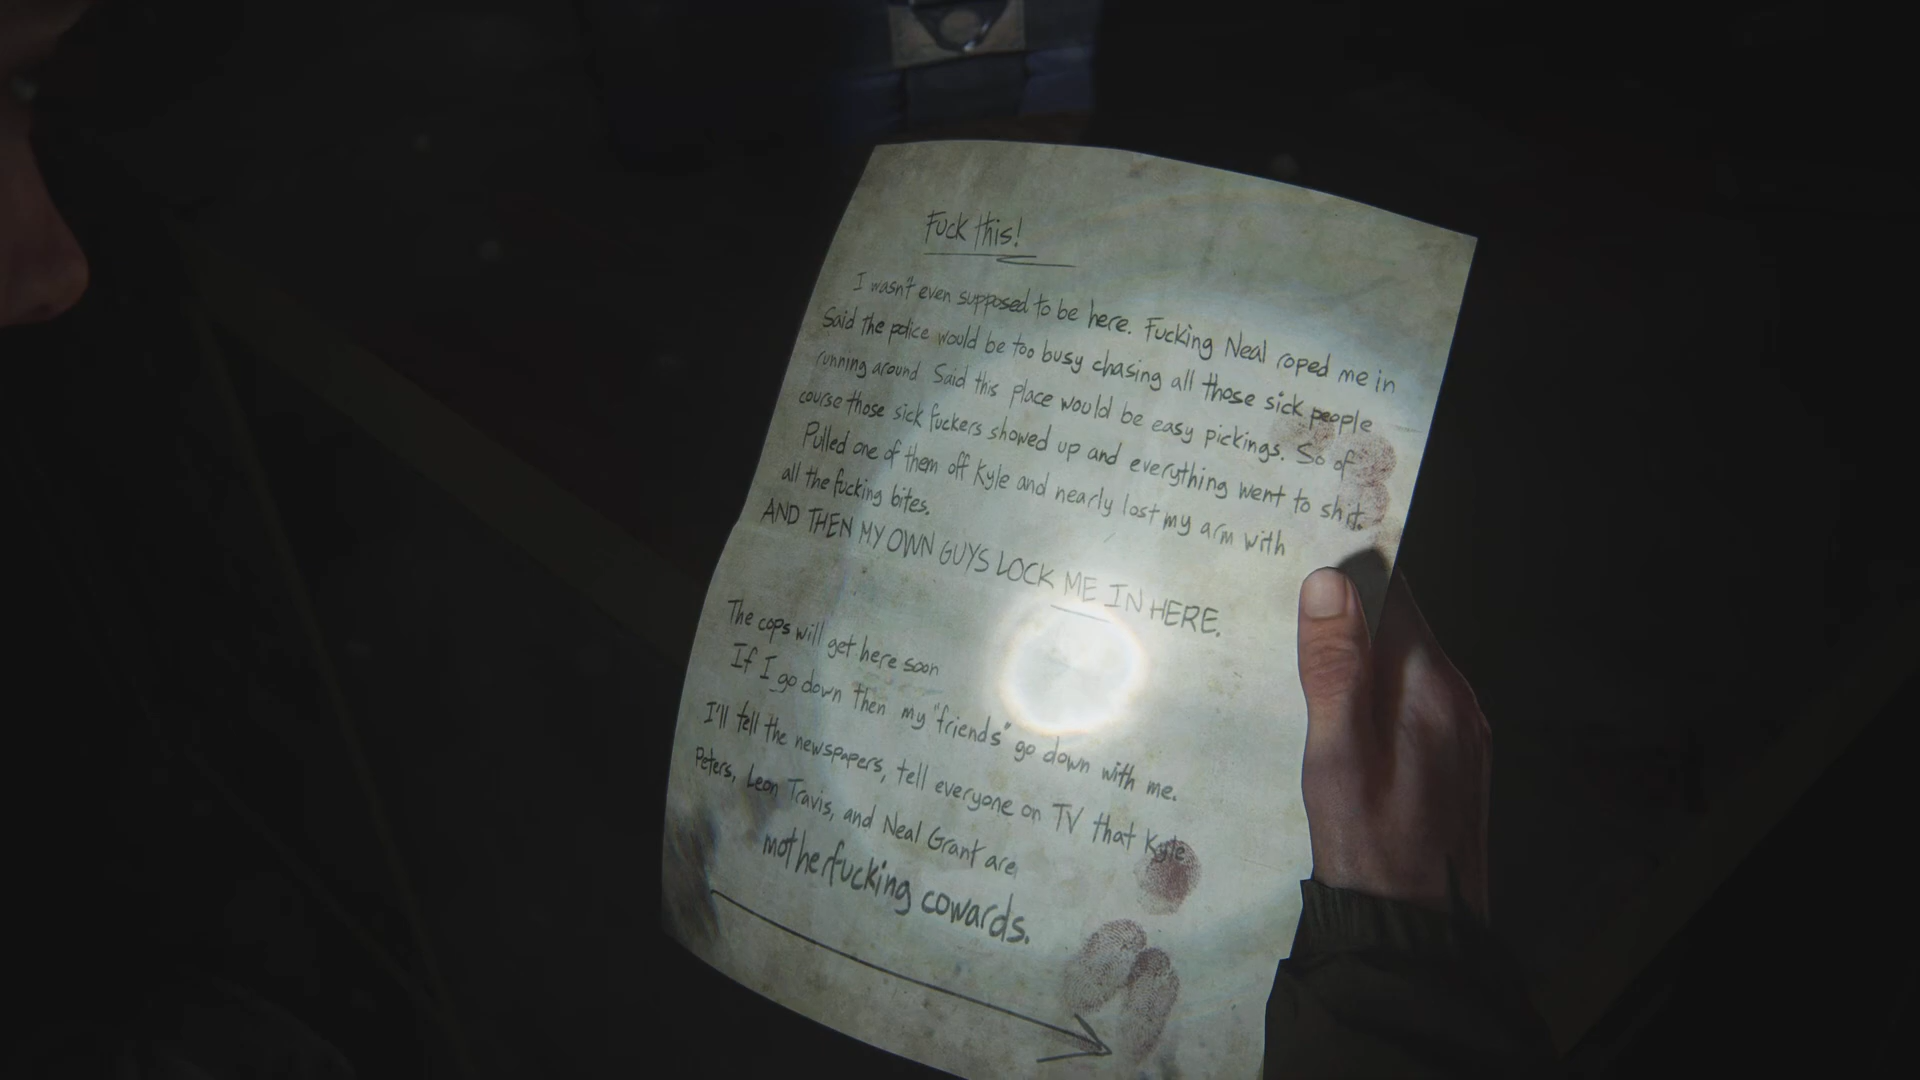 Fuck this!
I wasn't even supposed to be here. Fucking Neal roped me in
Said the police would be too busy chasing all those sick people
running around. Said this place would be easy pickings. So of
course those sick fuckers showed up and everything went to shit.
Pulled one of them off Kyle and nearly lost my arm with
all the fucking bites.
AND THEN MY OWN GUYS LOCK ME IN HERE.
The cops will get here soon
If I go down then my "friends" go down with me.
I'll tell the newspapers, tell everyone on TV that Kyle
Peters, Leon Travis, and Neal Grant are
motherfucking cowards.